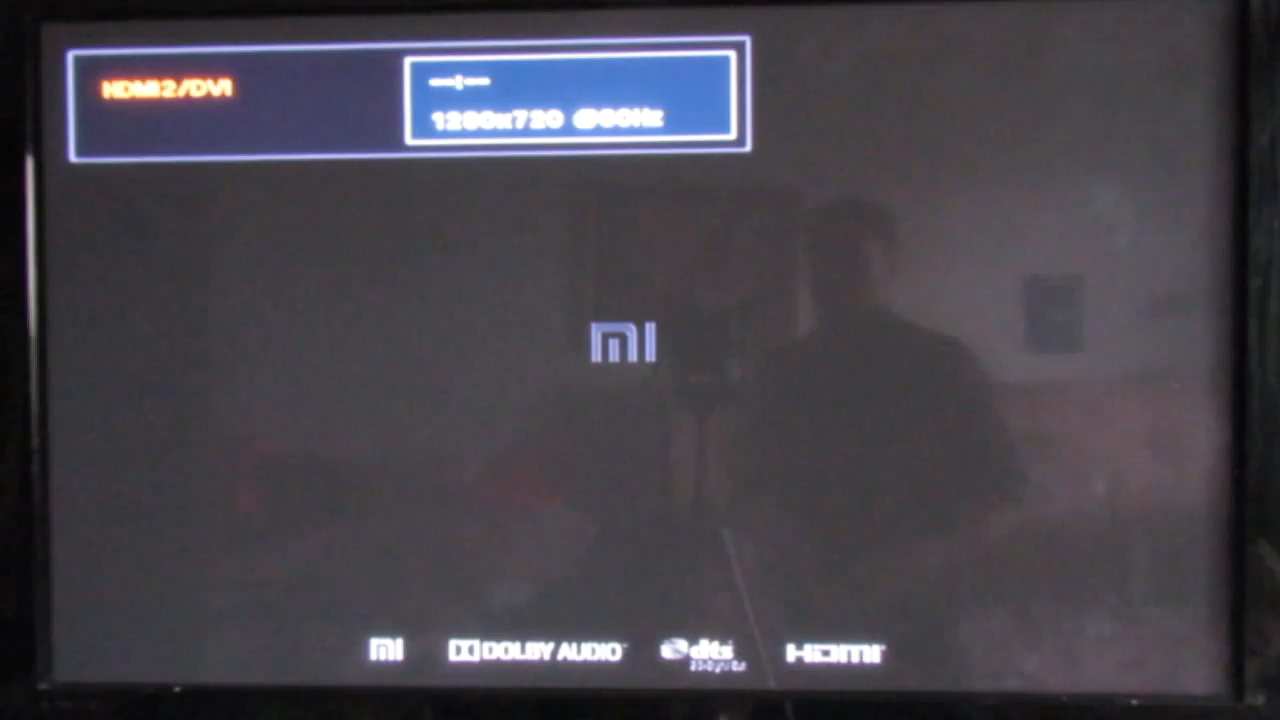 HDMI2/DVI
--:--
1280x720 @60Hz
mi
mi DOLBY AUDIO dts HDMI